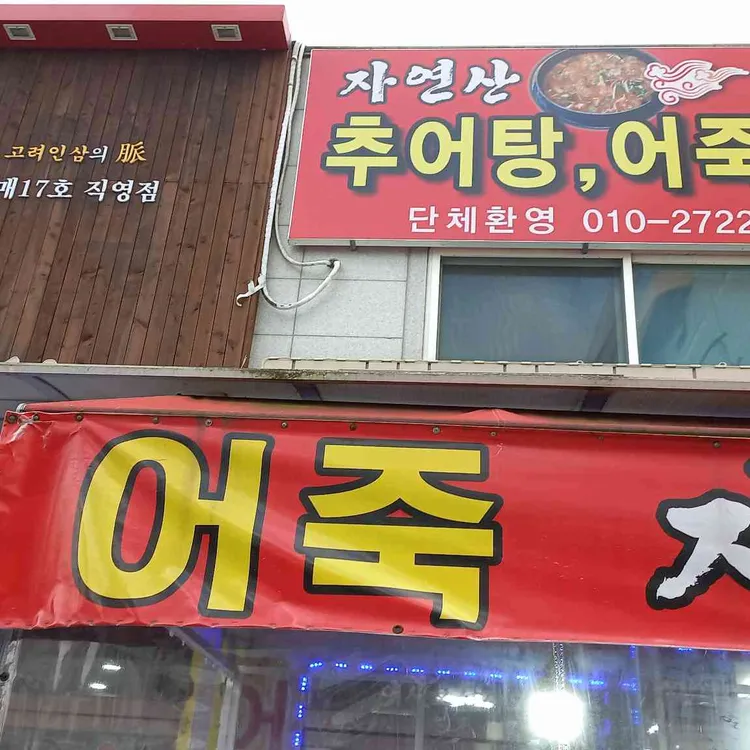 고려인삼의 脈
매17호 직영점
자연산
추어탕, 어죽
단체환영 010-2722
어죽